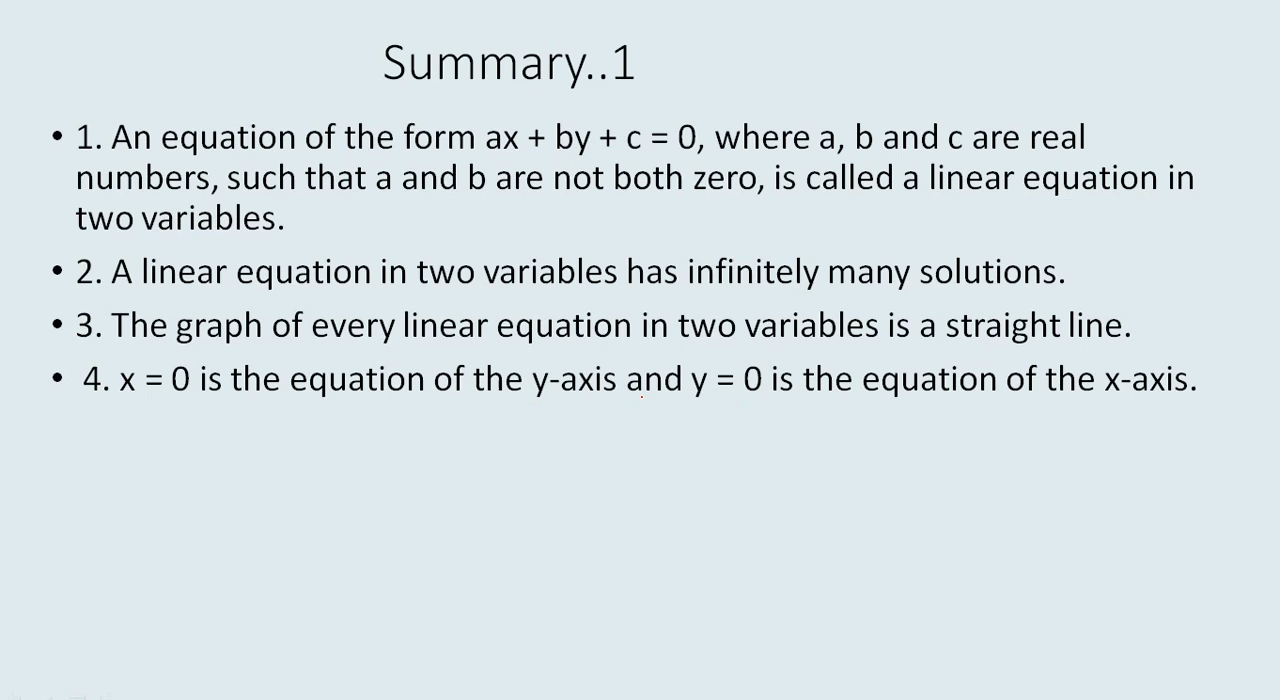 Summary..1
• 1. An equation of the form ax + by + c = 0, where a, b and c are real
numbers, such that a and b are not both zero, is called a linear equation in
two variables.
• 2. A linear equation in two variables has infinitely many solutions.
• 3. The graph of every linear equation in two variables is a straight line.
• 4. x = 0 is the equation of the y-axis and y = 0 is the equation of the x-axis.